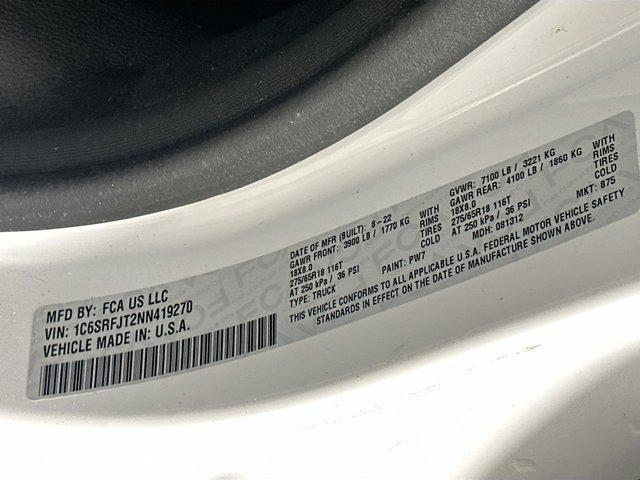 MFD BY: FCA US LLC
VIN: 1C6SRFJT2NN419270
VEHICLE MADE IN: U.S.A.
DATE OF MFR (BUILT): 8-22 GVWR: 7100 LB / 3221 KG
GAWR FRONT: 3900 LB / 1770 KG WITH GAWR REAR: 4100 LB / 1860 KG WITH
18X8.0 RIMS 18X8.0 RIMS
275/65R18 116T TIRES 275/65R18 116T TIRES
AT 250 kPa / 36 PSI COLD AT 250 kPa / 36 PSI COLD
TYPE: TRUCK PAINT: PW7 MDH: 081312 MKT: 875
THIS VEHICLE CONFORMS TO ALL APPLICABLE U.S.A. FEDERAL MOTOR VEHICLE SAFETY
STANDARDS IN EFFECT ON THE DATE OF MANUFACTURE SHOWN ABOVE.